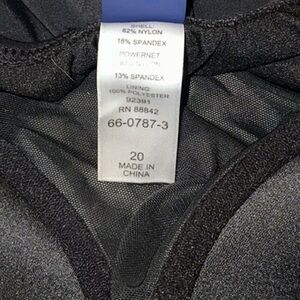 SHELL:
82% NYLON
18% SPANDEX
POWERNET
NYLON
13% SPANDEX
LINING
100% POLYESTER
92391
RN 88842
66-0787-3
20
MADE IN
CHINA